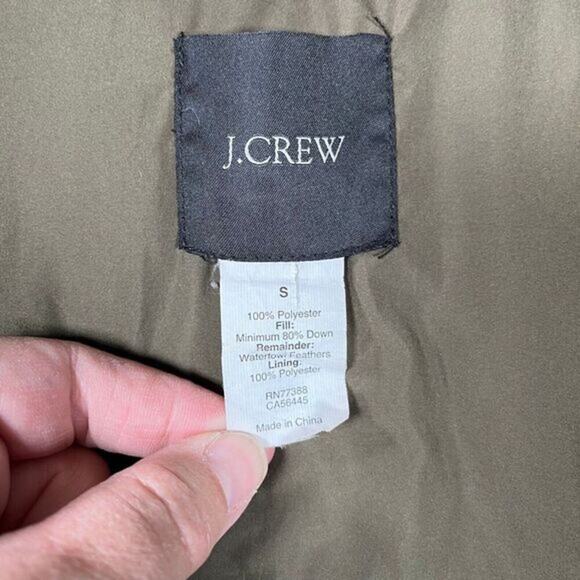 J.CREW
S
100% Polyester
Fill:
Minimum 80% Down
Remainder:
Waterfowl Feathers
Lining:
100% Polyester
RN77388
CA56445
Made in China